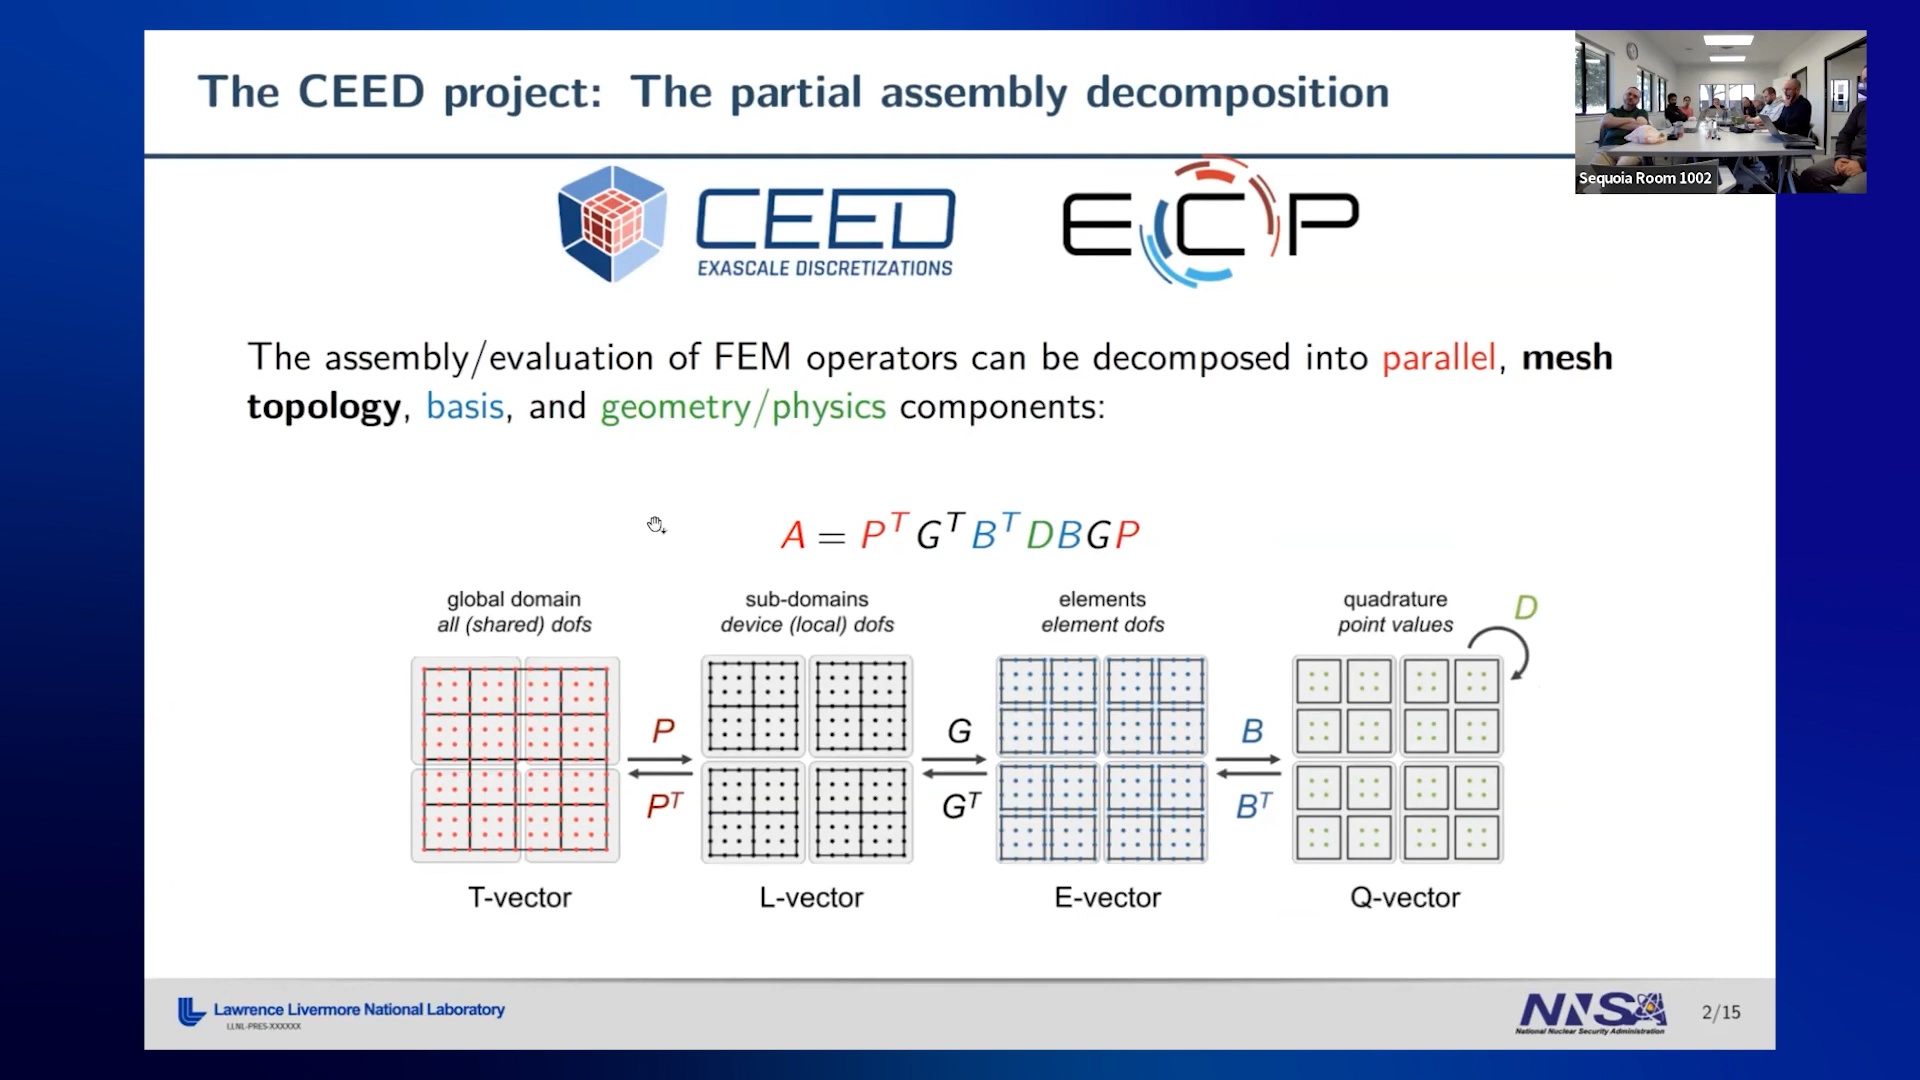 The CEED project: The partial assembly decomposition
Sequoia Room 1002
CEED
EXASCALE DISCRETIZATIONS
ECP
The assembly/evaluation of FEM operators can be decomposed into parallel, mesh
topology, basis, and geometry/physics components:
A = P^T G^T B^T D B G P
global domain
all (shared) dofs
sub-domains
device (local) dofs
elements
element dofs
quadrature
point values
D
P
P^T
G
G^T
B
B^T
T-vector
L-vector
E-vector
Q-vector
Lawrence Livermore National Laboratory
LLNL-PRES-XXXXXX
NNSA
National Nuclear Security Administration
2/15